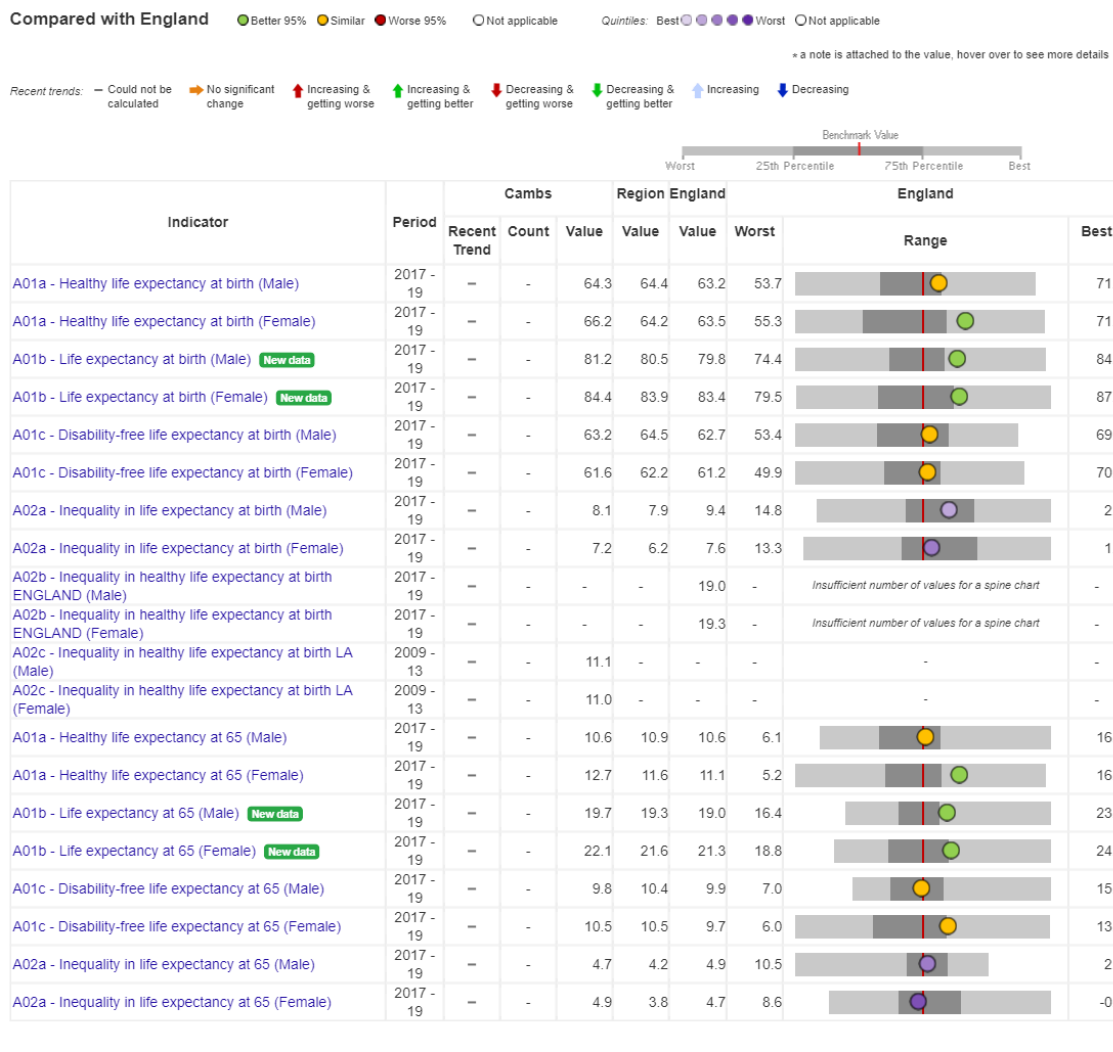 Compared with England Better 95% Similar Worse 95% Not applicable Quintiles: Best Worst Not applicable
* a note is attached to the value, hover over to see more details
Recent trends: – Could not be calculated No significant change Increasing & getting worse Increasing & getting better Decreasing & getting worse Decreasing & getting better Increasing Decreasing
Benchmark Value
Worst 25th Percentile 75th Percentile Best
Cambs Region England England
Indicator Period Recent Trend Count Value Value Value Worst Range Best
A01a - Healthy life expectancy at birth (Male) 2017 - 19 – - 64.3 64.4 63.2 53.7 71
A01a - Healthy life expectancy at birth (Female) 2017 - 19 – - 66.2 64.2 63.5 55.3 71
A01b - Life expectancy at birth (Male) New data 2017 - 19 – - 81.2 80.5 79.8 74.4 84
A01b - Life expectancy at birth (Female) New data 2017 - 19 – - 84.4 83.9 83.4 79.5 87
A01c - Disability-free life expectancy at birth (Male) 2017 - 19 – - 63.2 64.5 62.7 53.4 69
A01c - Disability-free life expectancy at birth (Female) 2017 - 19 – - 61.6 62.2 61.2 49.9 70
A02a - Inequality in life expectancy at birth (Male) 2017 - 19 – - 8.1 7.9 9.4 14.8 2
A02a - Inequality in life expectancy at birth (Female) 2017 - 19 – - 7.2 6.2 7.6 13.3 1
A02b - Inequality in healthy life expectancy at birth ENGLAND (Male) 2017 - 19 – - - - 19.0 - Insufficient number of values for a spine chart -
A02b - Inequality in healthy life expectancy at birth ENGLAND (Female) 2017 - 19 – - - - 19.3 - Insufficient number of values for a spine chart -
A02c - Inequality in healthy life expectancy at birth LA (Male) 2009 - 13 – - 11.1 - - - - -
A02c - Inequality in healthy life expectancy at birth LA (Female) 2009 - 13 – - 11.0 - - - - -
A01a - Healthy life expectancy at 65 (Male) 2017 - 19 – - 10.6 10.9 10.6 6.1 16
A01a - Healthy life expectancy at 65 (Female) 2017 - 19 – - 12.7 11.6 11.1 5.2 16
A01b - Life expectancy at 65 (Male) New data 2017 - 19 – - 19.7 19.3 19.0 16.4 23
A01b - Life expectancy at 65 (Female) New data 2017 - 19 – - 22.1 21.6 21.3 18.8 24
A01c - Disability-free life expectancy at 65 (Male) 2017 - 19 – - 9.8 10.4 9.9 7.0 15
A01c - Disability-free life expectancy at 65 (Female) 2017 - 19 – - 10.5 10.5 9.7 6.0 13
A02a - Inequality in life expectancy at 65 (Male) 2017 - 19 – - 4.7 4.2 4.9 10.5 2
A02a - Inequality in life expectancy at 65 (Female) 2017 - 19 – - 4.9 3.8 4.7 8.6 -0